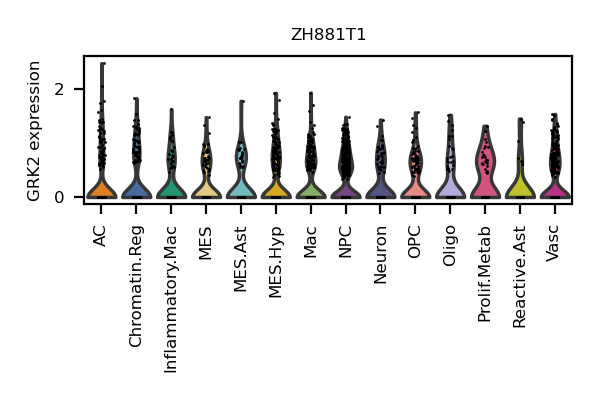 ZH881T1
GRK2 expression
2
0
AC
Chromatin.Reg
Inflammatory.Mac
MES
MES.Ast
MES.Hyp
Mac
NPC
Neuron
OPC
Oligo
Prolif.Metab
Reactive.Ast
Vasc